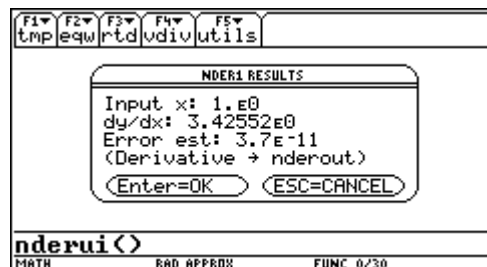 F1▾ F2▾ F3▾ F4▾ F5▾
tmp eqw rtd vdiv utils
NDER1 RESULTS
Input x: 1.ᴇ0
dy/dx: 3.42552ᴇ0
Error est: 3.7ᴇ-11
(Derivative → nderout)
Enter=OK ESC=CANCEL
nderui()
MATH RAD APPROX FUNC 0/30